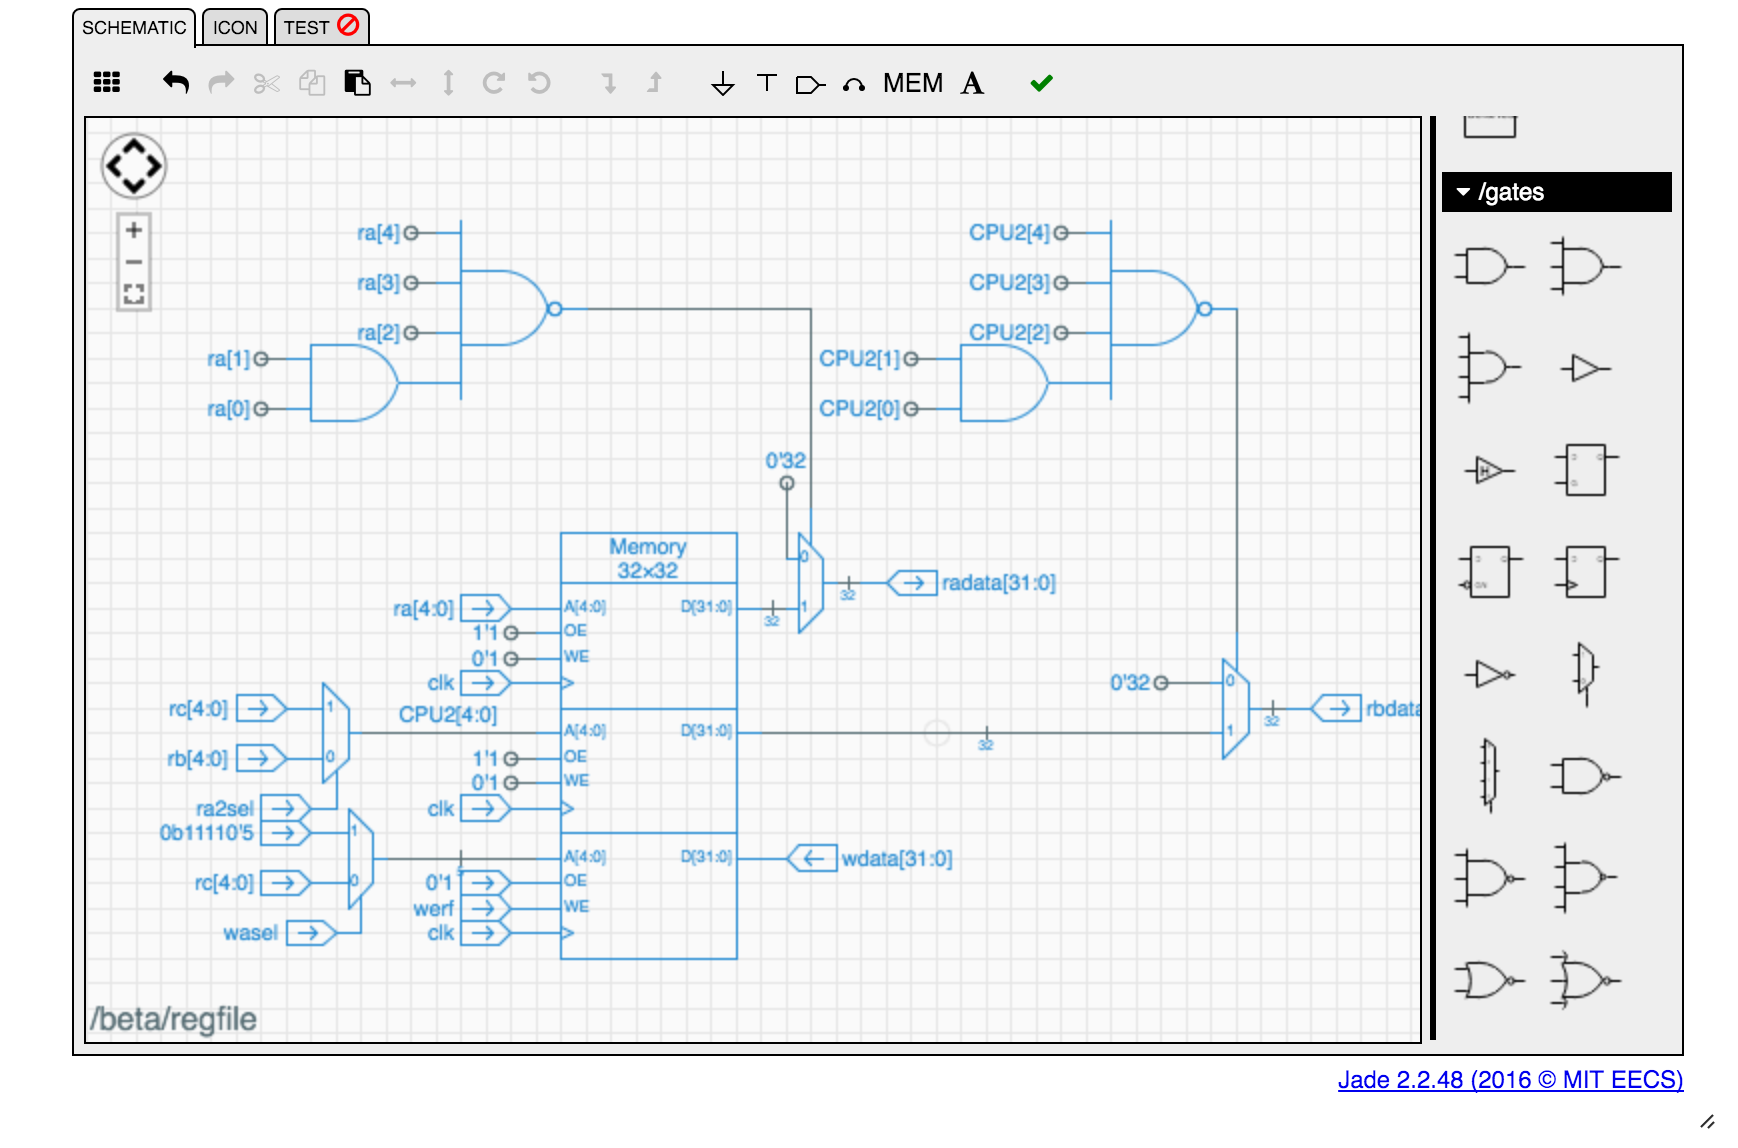 SCHEMATIC ICON TEST
MEM A
/gates
ra[4] CPU2[4]
ra[3] CPU2[3]
ra[2] CPU2[2]
ra[1] CPU2[1]
ra[0] CPU2[0]
0'32
Memory
32×32
0
radata[31:0]
32
ra[4:0] A[4:0] D[31:0] 1
32
1'1 OE
0'1 WE
clk
0'32 0
rc[4:0] 1 CPU2[4:0]
32 rbdata
A[4:0] D[31:0] 32 1
rb[4:0] 0 1'1 OE
0'1 WE
ra2sel clk
0b11110'5 1
A[4:0] D[31:0] wdata[31:0]
rc[4:0] 0 0'1 OE
werf WE
wasel clk
/beta/regfile
Jade 2.2.48 (2016 © MIT EECS)